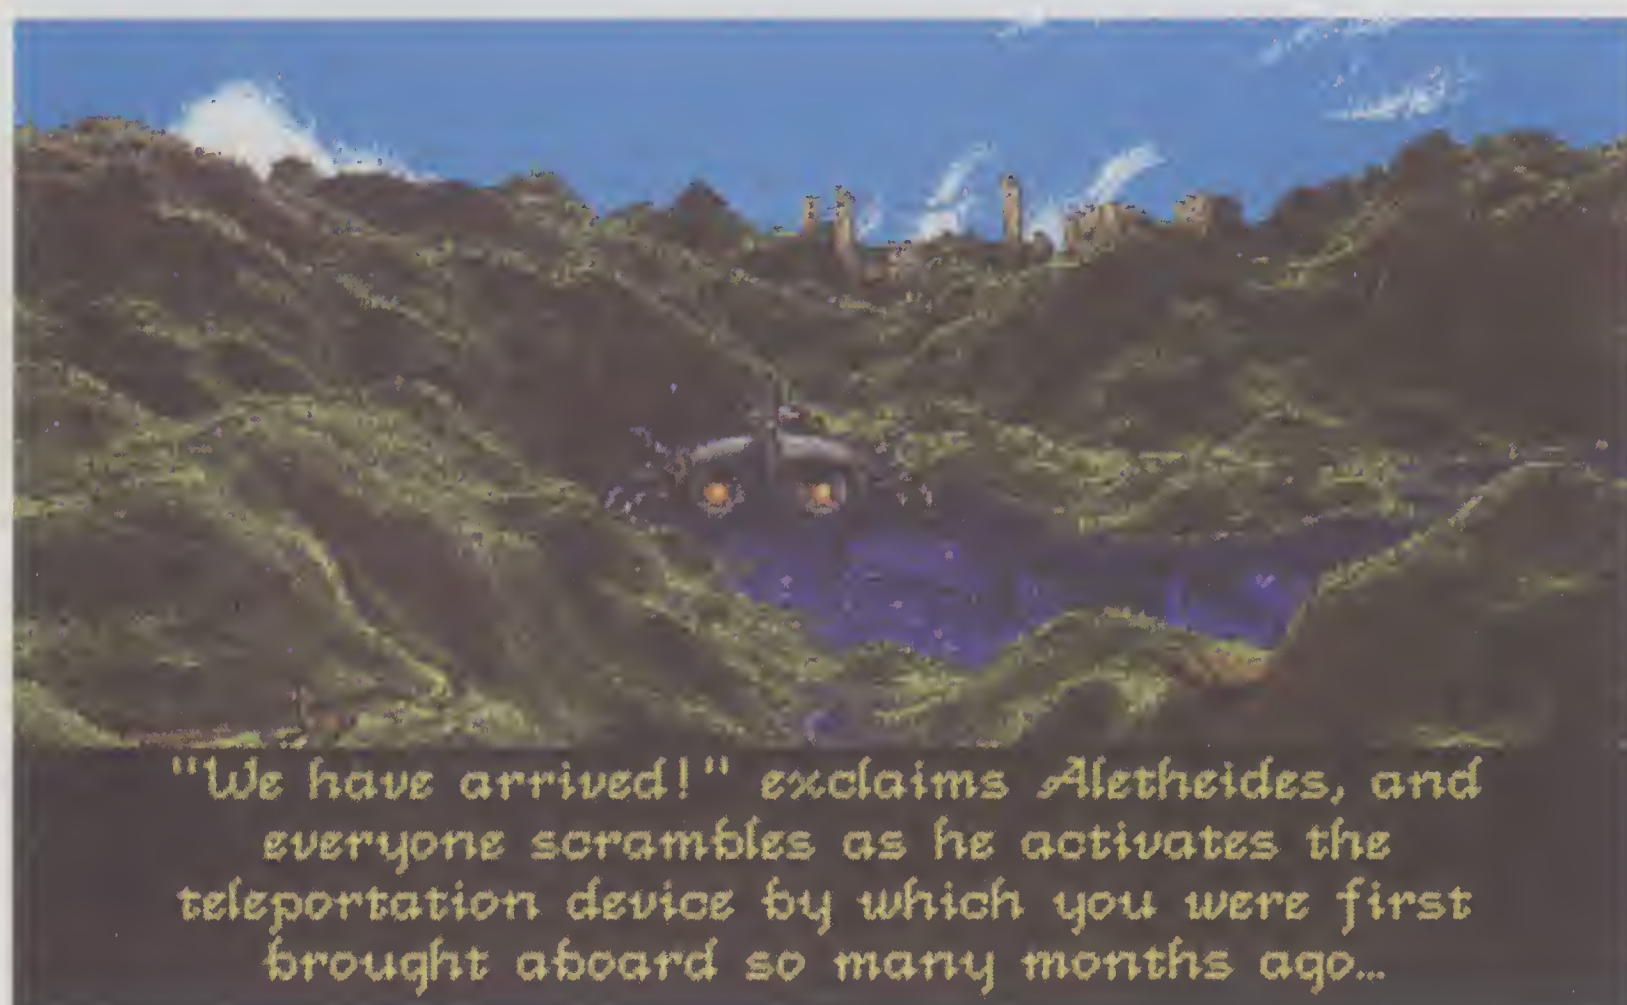 "We have arrived!" exclaims Aletheides, and
everyone scrambles as he activates the
teleportation device by which you were first
brought aboard so many months ago...